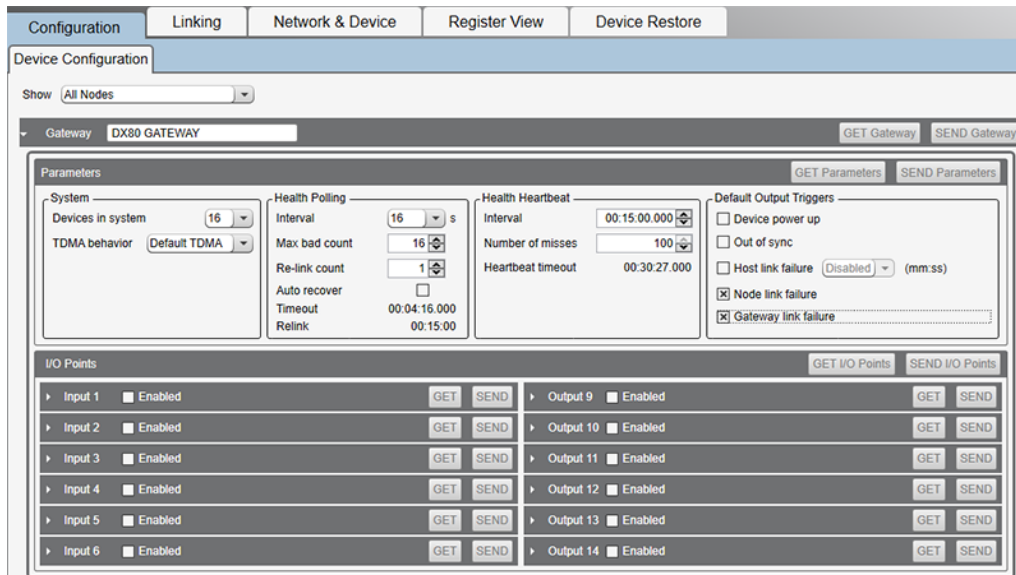 Configuration Linking Network & Device Register View Device Restore
Device Configuration
Show All Nodes
Gateway DX80 GATEWAY GET Gateway SEND Gateway
Parameters GET Parameters SEND Parameters
System
Devices in system 16
TDMA behavior Default TDMA
Health Polling
Interval 16 s
Max bad count 16
Re-link count 1
Auto recover
Timeout 00:04:16.000
Relink 00:15:00
Health Heartbeat
Interval 00:15:00.000
Number of misses 100
Heartbeat timeout 00:30:27.000
Default Output Triggers
Device power up
Out of sync
Host link failure Disabled (mm:ss)
Node link failure
Gateway link failure
I/O Points GET I/O Points SEND I/O Points
Input 1 Enabled GET SEND Output 9 Enabled GET SEND
Input 2 Enabled GET SEND Output 10 Enabled GET SEND
Input 3 Enabled GET SEND Output 11 Enabled GET SEND
Input 4 Enabled GET SEND Output 12 Enabled GET SEND
Input 5 Enabled GET SEND Output 13 Enabled GET SEND
Input 6 Enabled GET SEND Output 14 Enabled GET SEND